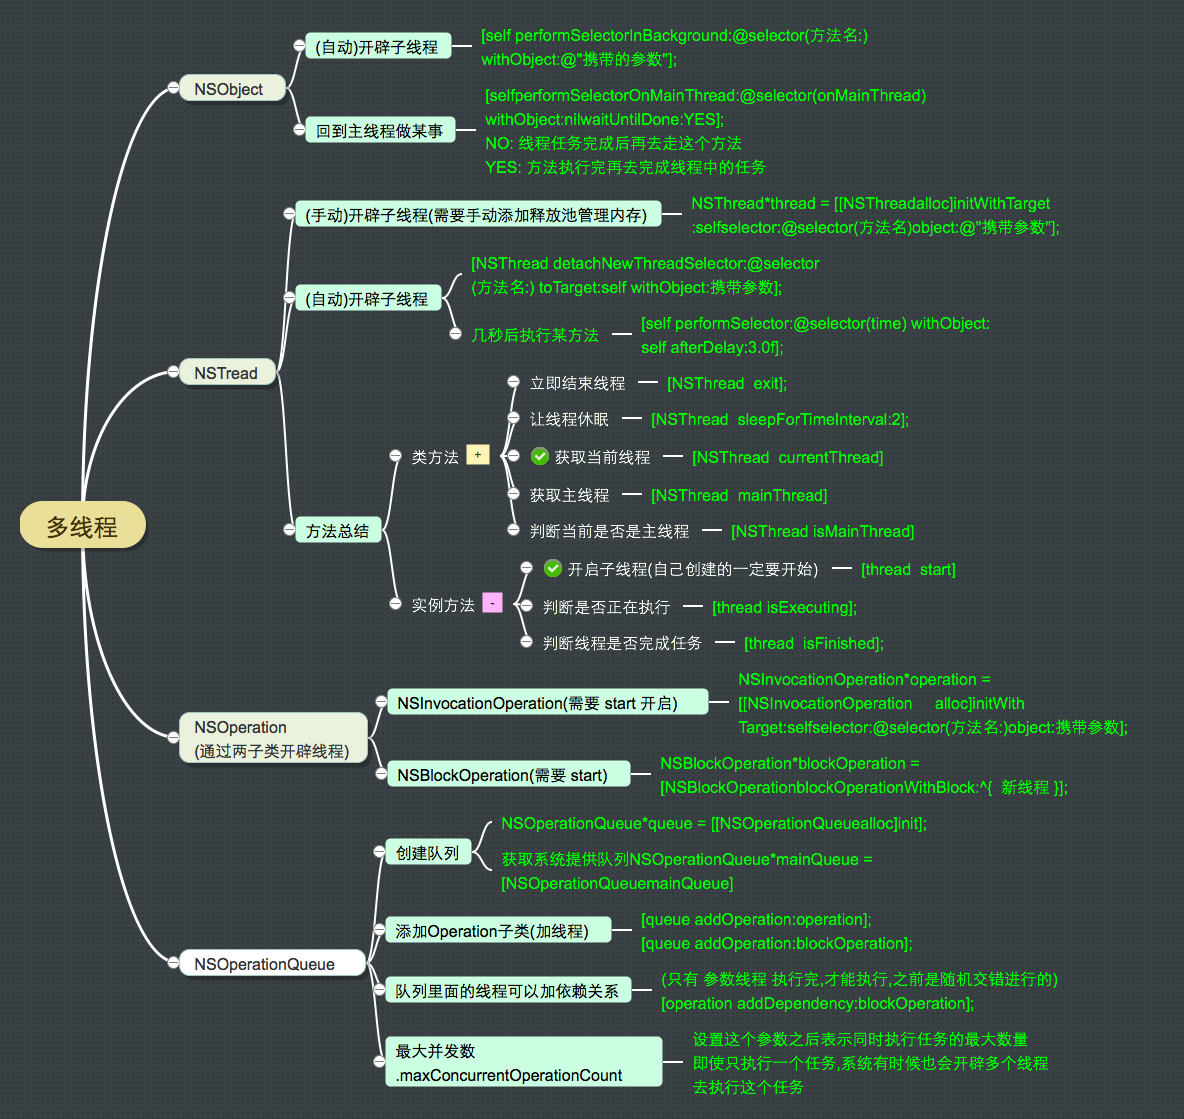 多线程
NSObject
(自动)开辟子线程
[self performSelectorInBackground:@selector(方法名:)
withObject:@"携带的参数"];
回到主线程做某事
[selfperformSelectorOnMainThread:@selector(onMainThread)
withObject:nilwaitUntilDone:YES];
NO: 线程任务完成后再去走这个方法
YES: 方法执行完再去完成线程中的任务
NSTread
(手动)开辟子线程(需要手动添加释放池管理内存)
NSThread*thread = [[NSThreadalloc]initWithTarget
:selfselector:@selector(方法名)object:@"携带参数"];
(自动)开辟子线程
[NSThread detachNewThreadSelector:@selector
(方法名:) toTarget:self withObject:携带参数];
几秒后执行某方法
[self performSelector:@selector(time) withObject:
self afterDelay:3.0f];
方法总结
类方法 +
立即结束线程
[NSThread  exit];
让线程休眠
[NSThread  sleepForTimeInterval:2];
获取当前线程
[NSThread  currentThread]
获取主线程
[NSThread  mainThread]
判断当前是否是主线程
[NSThread isMainThread]
实例方法 -
开启子线程(自己创建的一定要开始)
[thread  start]
判断是否正在执行
[thread isExecuting];
判断线程是否完成任务
[thread  isFinished];
NSOperation
(通过两子类开辟线程)
NSInvocationOperation(需要 start 开启)
NSInvocationOperation*operation =
[[NSInvocationOperation     alloc]initWith
Target:selfselector:@selector(方法名:)object:携带参数];
NSBlockOperation(需要 start)
NSBlockOperation*blockOperation =
[NSBlockOperationblockOperationWithBlock:^{  新线程 }];
NSOperationQueue
创建队列
NSOperationQueue*queue = [[NSOperationQueuealloc]init];
获取系统提供队列NSOperationQueue*mainQueue =
[NSOperationQueuemainQueue]
添加Operation子类(加线程)
[queue addOperation:operation];
[queue addOperation:blockOperation];
队列里面的线程可以加依赖关系
(只有 参数线程 执行完,才能执行,之前是随机交错进行的)
[operation addDependency:blockOperation];
最大并发数
.maxConcurrentOperationCount
设置这个参数之后表示同时执行任务的最大数量
即使只执行一个任务,系统有时候也会开辟多个线程
去执行这个任务